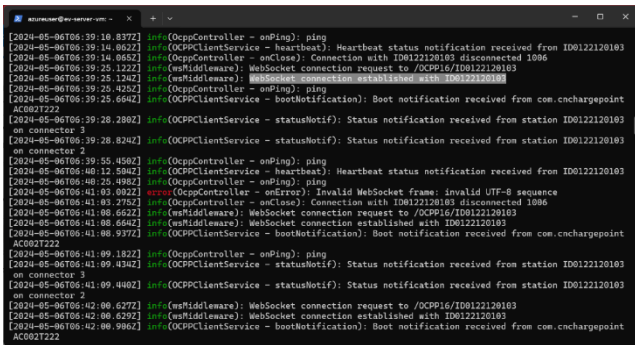 azureuser@ev-server-vm: ~
[2024-05-06T06:39:10.837Z] info(OcppController - onPing): ping
[2024-05-06T06:39:14.062Z] info(OCPPClientService - heartbeat): Heartbeat status notification received from ID0122120103
[2024-05-06T06:39:14.065Z] info(OcppController - onClose): Connection with ID0122120103 disconnected 1006
[2024-05-06T06:39:25.122Z] info(wsMiddleware): WebSocket connection request to /OCPP16/ID0122120103
[2024-05-06T06:39:25.124Z] info(wsMiddleware): WebSocket connection established with ID0122120103
[2024-05-06T06:39:25.425Z] info(OcppController - onPing): ping
[2024-05-06T06:39:25.664Z] info(OCPPClientService - bootNotification): Boot notification received from com.cnchargepoint
AC002T222
[2024-05-06T06:39:28.280Z] info(OCPPClientService - statusNotif): Status notification received from station ID0122120103
on connector 3
[2024-05-06T06:39:28.824Z] info(OCPPClientService - statusNotif): Status notification received from station ID0122120103
on connector 2
[2024-05-06T06:39:55.450Z] info(OcppController - onPing): ping
[2024-05-06T06:40:12.504Z] info(OCPPClientService - heartbeat): Heartbeat status notification received from ID0122120103
[2024-05-06T06:40:25.498Z] info(OcppController - onPing): ping
[2024-05-06T06:41:03.002Z] error(OcppController - onError): Invalid WebSocket frame: invalid UTF-8 sequence
[2024-05-06T06:41:03.275Z] info(OcppController - onClose): Connection with ID0122120103 disconnected 1006
[2024-05-06T06:41:08.662Z] info(wsMiddleware): WebSocket connection request to /OCPP16/ID0122120103
[2024-05-06T06:41:08.664Z] info(wsMiddleware): WebSocket connection established with ID0122120103
[2024-05-06T06:41:08.937Z] info(OCPPClientService - bootNotification): Boot notification received from com.cnchargepoint
AC002T222
[2024-05-06T06:41:09.182Z] info(OcppController - onPing): ping
[2024-05-06T06:41:09.434Z] info(OCPPClientService - statusNotif): Status notification received from station ID0122120103
on connector 3
[2024-05-06T06:41:09.440Z] info(OCPPClientService - statusNotif): Status notification received from station ID0122120103
on connector 2
[2024-05-06T06:42:00.627Z] info(wsMiddleware): WebSocket connection request to /OCPP16/ID0122120103
[2024-05-06T06:42:00.629Z] info(wsMiddleware): WebSocket connection established with ID0122120103
[2024-05-06T06:42:00.906Z] info(OCPPClientService - bootNotification): Boot notification received from com.cnchargepoint
AC002T222